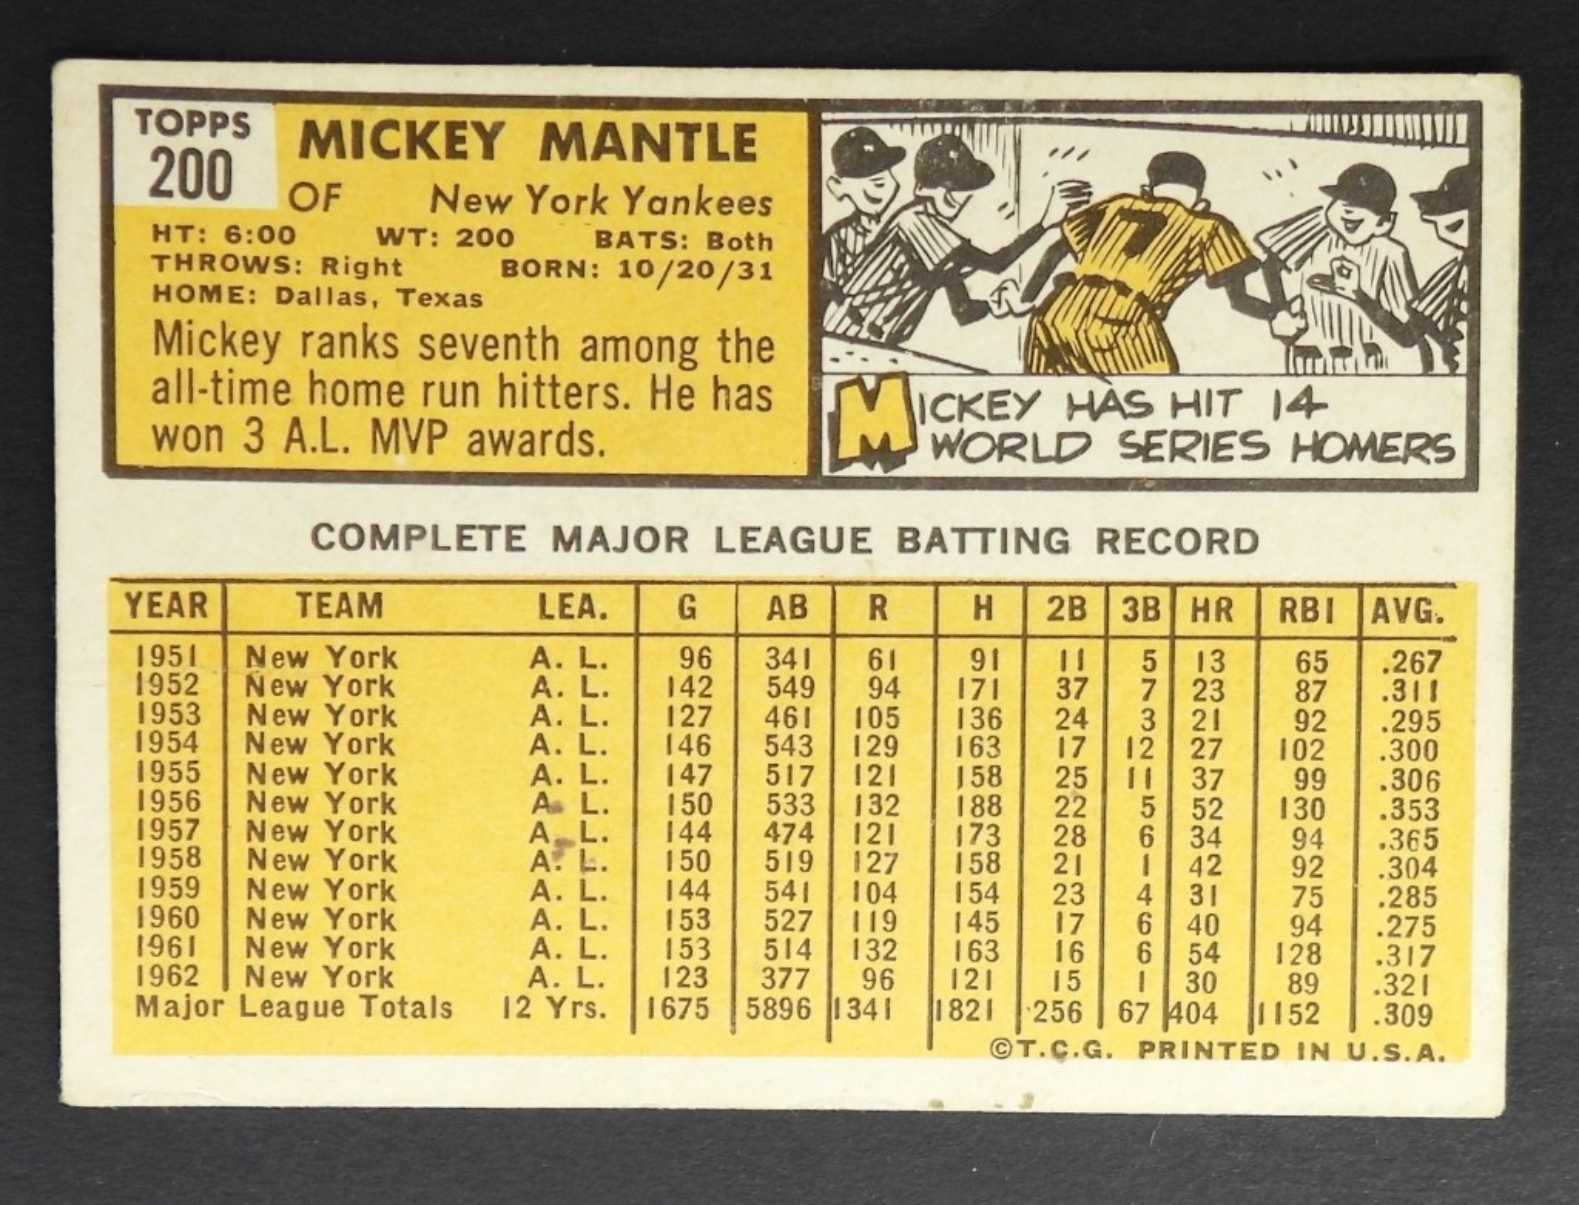 TOPPS
200
MICKEY MANTLE
OF New York Yankees
HT: 6:00 WT: 200 BATS: Both
THROWS: Right BORN: 10/20/31
HOME: Dallas, Texas
Mickey ranks seventh among the
all-time home run hitters. He has
won 3 A.L. MVP awards.
7
MICKEY HAS HIT 14
WORLD SERIES HOMERS
COMPLETE MAJOR LEAGUE BATTING RECORD
YEAR TEAM LEA. G AB R H 2B 3B HR RBI AVG.
1951 New York A. L. 96 341 61 91 11 5 13 65 .267
1952 New York A. L. 142 549 94 171 37 7 23 87 .311
1953 New York A. L. 127 461 105 136 24 3 21 92 .295
1954 New York A. L. 146 543 129 163 17 12 27 102 .300
1955 New York A. L. 147 517 121 158 25 11 37 99 .306
1956 New York A. L. 150 533 132 188 22 5 52 130 .353
1957 New York A. L. 144 474 121 173 28 6 34 94 .365
1958 New York A. L. 150 519 127 158 21 1 42 92 .304
1959 New York A. L. 144 541 104 154 23 4 31 75 .285
1960 New York A. L. 153 527 119 145 17 6 40 94 .275
1961 New York A. L. 153 514 132 163 16 6 54 128 .317
1962 New York A. L. 123 377 96 121 15 1 30 89 .321
Major League Totals 12 Yrs. 1675 5896 1341 1821 256 67 404 1152 .309
©T.C.G. PRINTED IN U.S.A.